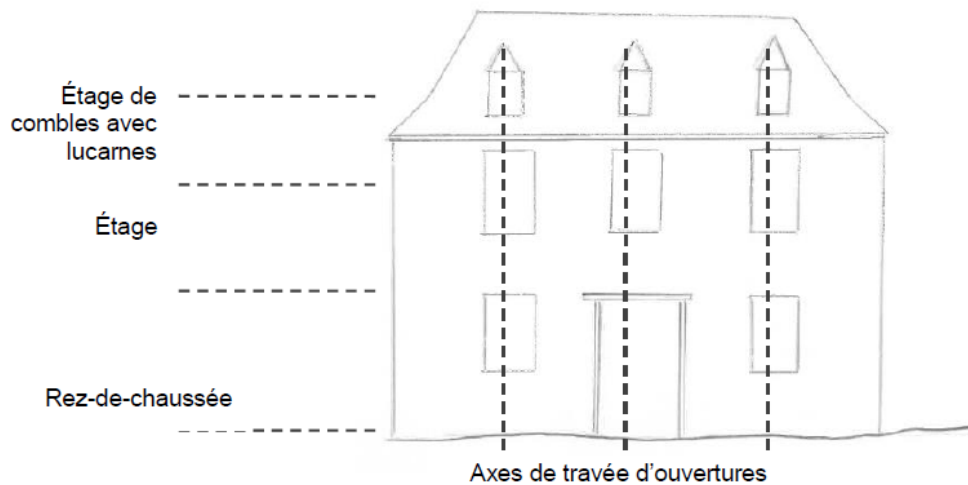 Étage de
combles avec
lucarnes
Étage
Rez-de-chaussée
Axes de travée d'ouvertures